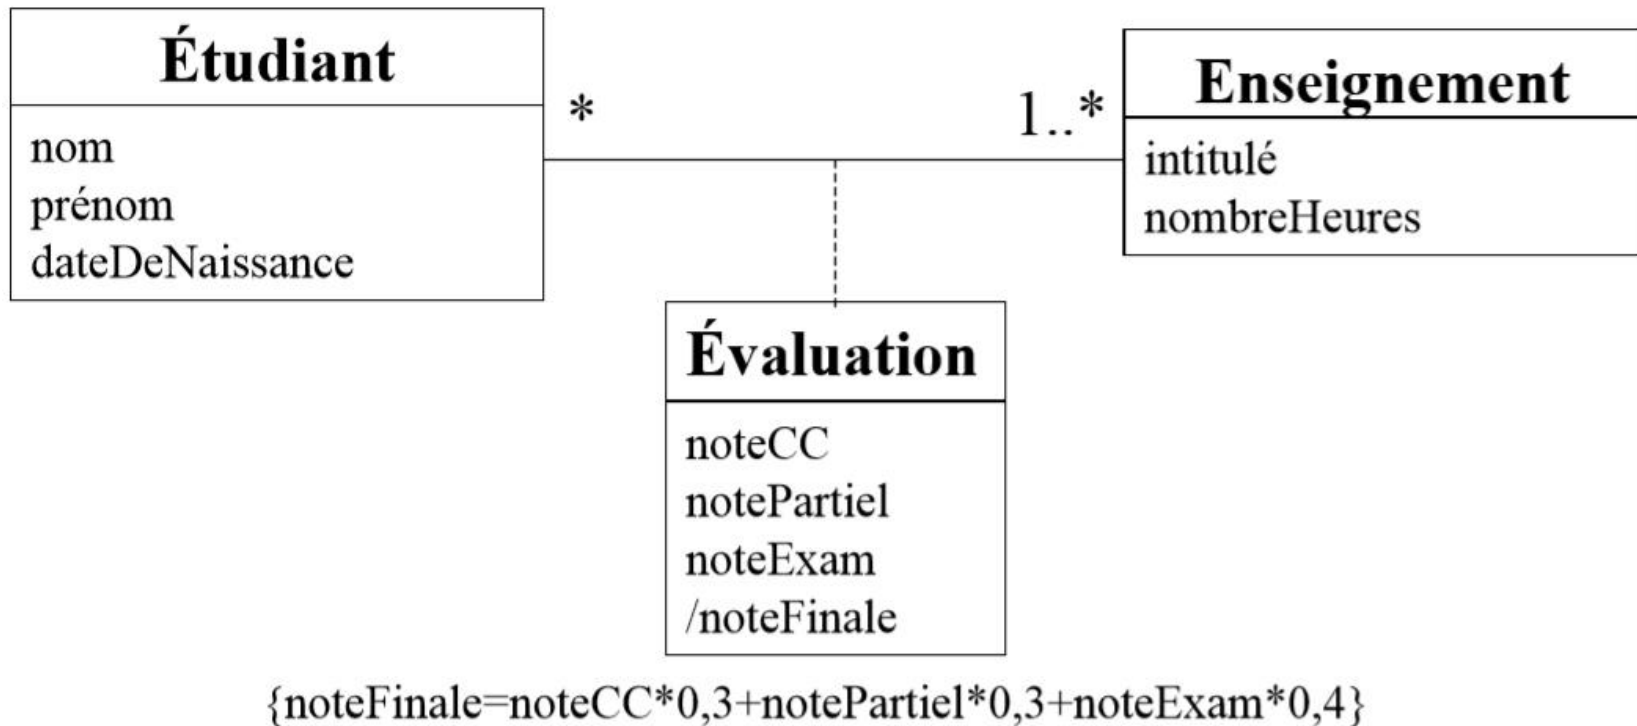 Étudiant
nom
prénom
dateDeNaissance
*
1..*
Enseignement
intitulé
nombreHeures
Évaluation
noteCC
notePartiel
noteExam
/noteFinale
{noteFinale=noteCC*0,3+notePartiel*0,3+noteExam*0,4}